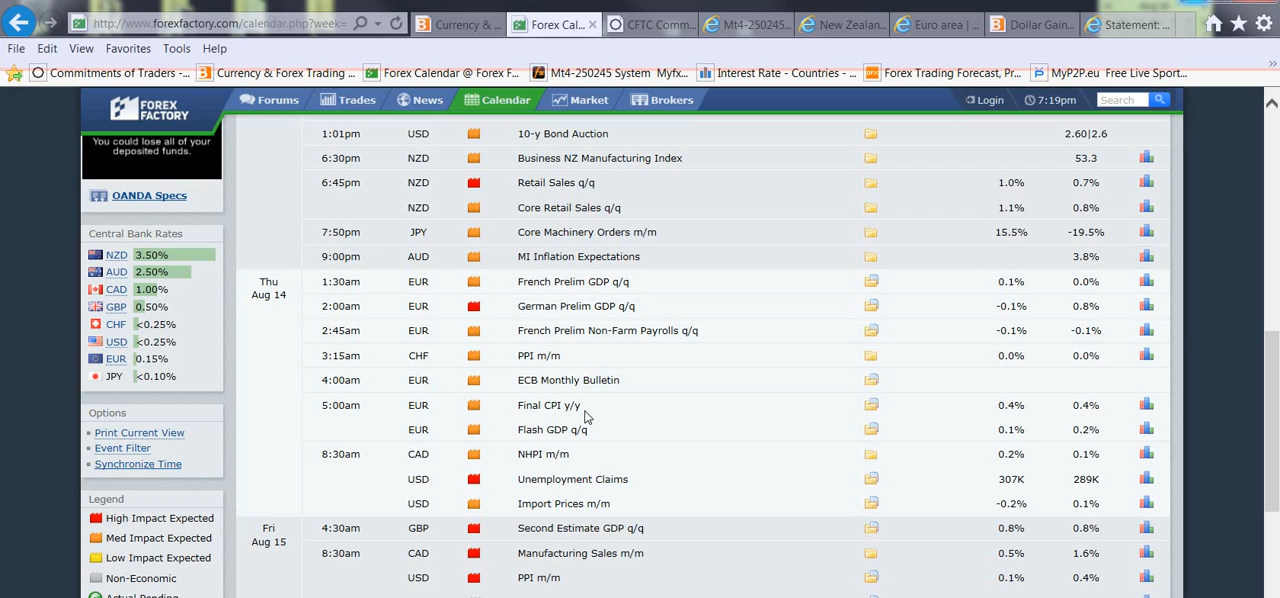 http://www.forexfactory.com/calendar.php?week=
Currency & ...
Forex Cal...
CFTC Comm...
Mt4-250245...
New Zealan...
Euro area | ...
Dollar Gain...
Statement: ...
File Edit View Favorites Tools Help
Commitments of Traders -...
Currency & Forex Trading ...
Forex Calendar @ Forex F...
Mt4-250245 System Myfx...
Interest Rate - Countries - ...
Forex Trading Forecast, Pr...
MyP2P.eu Free Live Sport...
FOREX FACTORY
Forums Trades News Calendar Market Brokers
Login 7:19pm Search
You could lose all of your
deposited funds.
OANDA Specs
Central Bank Rates
NZD 3.50%
AUD 2.50%
CAD 1.00%
GBP 0.50%
CHF <0.25%
USD <0.25%
EUR 0.15%
JPY <0.10%
Options
Print Current View
Event Filter
Synchronize Time
Legend
High Impact Expected
Med Impact Expected
Low Impact Expected
Non-Economic
Actual Pending
1:01pm USD 10-y Bond Auction 2.60|2.6
6:30pm NZD Business NZ Manufacturing Index 53.3
6:45pm NZD Retail Sales q/q 1.0% 0.7%
NZD Core Retail Sales q/q 1.1% 0.8%
7:50pm JPY Core Machinery Orders m/m 15.5% -19.5%
9:00pm AUD MI Inflation Expectations 3.8%
Thu
Aug 14
1:30am EUR French Prelim GDP q/q 0.1% 0.0%
2:00am EUR German Prelim GDP q/q -0.1% 0.8%
2:45am EUR French Prelim Non-Farm Payrolls q/q -0.1% -0.1%
3:15am CHF PPI m/m 0.0% 0.0%
4:00am EUR ECB Monthly Bulletin
5:00am EUR Final CPI y/y 0.4% 0.4%
EUR Flash GDP q/q 0.1% 0.2%
8:30am CAD NHPI m/m 0.2% 0.1%
USD Unemployment Claims 307K 289K
USD Import Prices m/m -0.2% 0.1%
Fri
Aug 15
4:30am GBP Second Estimate GDP q/q 0.8% 0.8%
8:30am CAD Manufacturing Sales m/m 0.5% 1.6%
USD PPI m/m 0.1% 0.4%